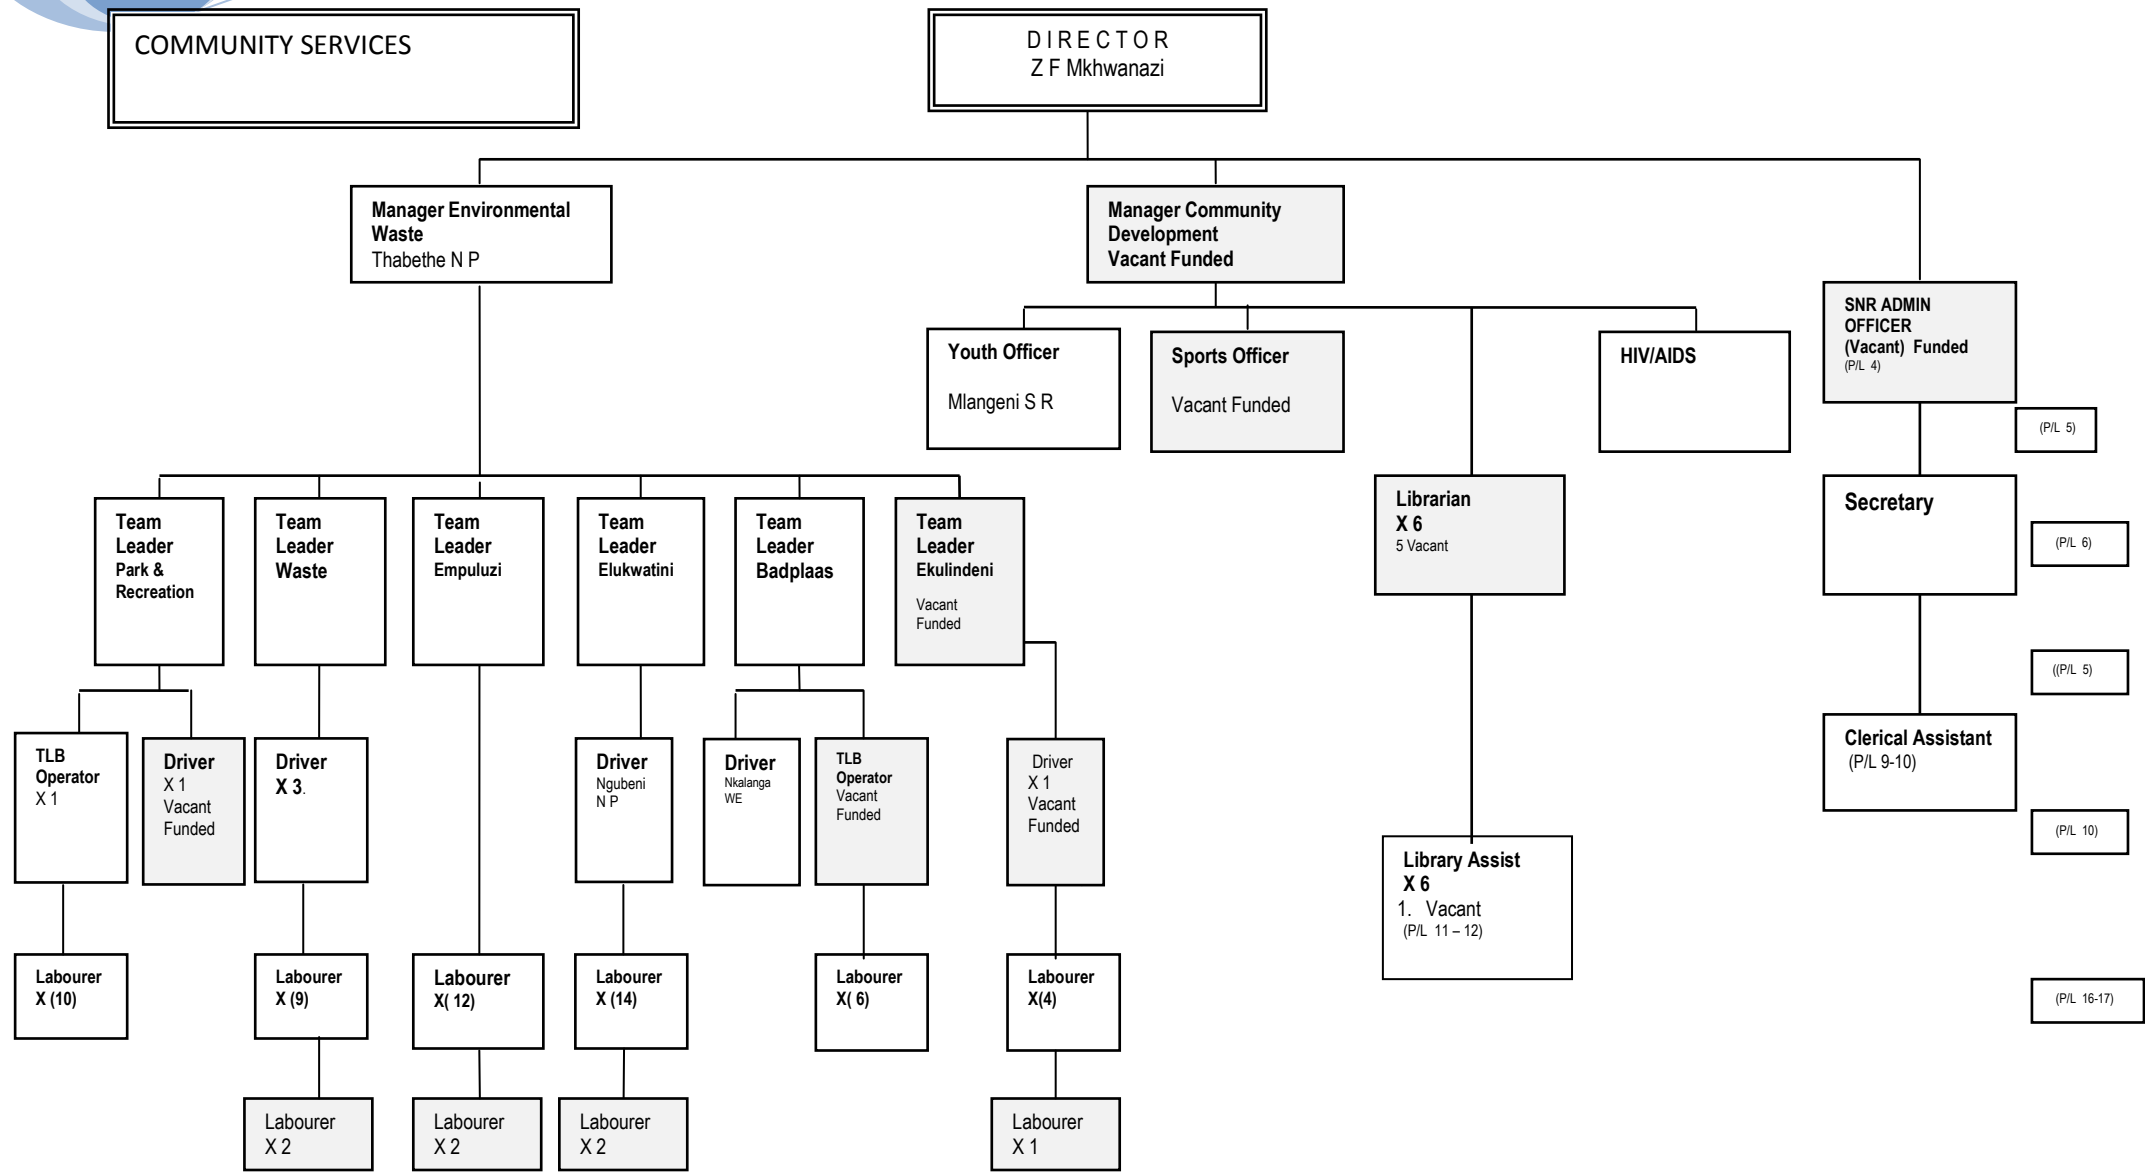 COMMUNITY SERVICES
D I R E C T O R
Z F Mkhwanazi
Manager Environmental
Waste
Thabethe N P
Manager Community
Development
Vacant Funded
SNR ADMIN
OFFICER
(Vacant) Funded
(P/L 4)
Youth Officer
Mlangeni S R
Sports Officer
Vacant Funded
HIV/AIDS
(P/L 5)
Team
Leader
Park &
Recreation
Team
Leader
Waste
Team
Leader
Empuluzi
Team
Leader
Elukwatini
Team
Leader
Badplaas
Team
Leader
Ekulindeni
Vacant
Funded
Librarian
X 6
5 Vacant
Secretary
(P/L 6)
((P/L 5)
TLB
Operator
X 1
Driver
X 1
Vacant
Funded
Driver
X 3.
Driver
Ngubeni
N P
Driver
Nkalanga
WE
TLB
Operator
Vacant
Funded
Driver
X 1
Vacant
Funded
Clerical Assistant
(P/L 9-10)
(P/L 10)
Library Assist
X 6
1. Vacant
(P/L 11 – 12)
Labourer
X (10)
Labourer
X (9)
Labourer
X( 12)
Labourer
X (14)
Labourer
X( 6)
Labourer
X(4)
(P/L 16-17)
Labourer
X 2
Labourer
X 2
Labourer
X 2
Labourer
X 1